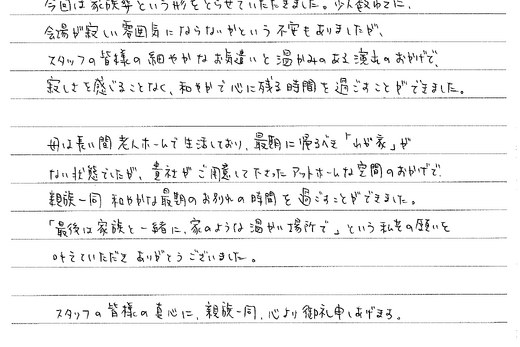 今回は家族葬という形をとらせていただきました。少人数ゆえに、
会場が寂しい雰囲気にならないかという不安もありましたが、
スタッフの皆様の細やかなお気遣いと温かみのある演出のおかげで、
寂しさを感じることなく、和やかで心に残る時間を過ごすことができました。
母は長い間老人ホームで生活しており、最期に帰るべき「わが家」が
ない状態でしたが、貴社がご用意して下さったアットホームな空間のおかげで、
親族一同 和やかな最期のお別れの時間を過ごすことができました。
「最後は家族と一緒に、家のような温かい場所で」という私共の願いを
叶えていただき ありがとうございました。
スタッフの皆様の真心に、親族一同、心より御礼申しあげます。